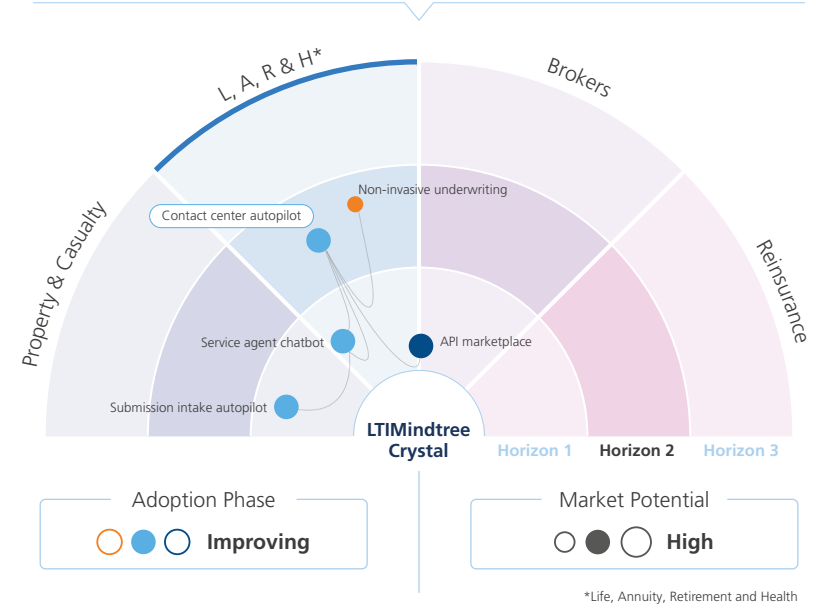 L, A, R & H*
Brokers
Property & Casualty
Reinsurance
Non-invasive underwriting
Contact center autopilot
Service agent chatbot
API marketplace
Submission intake autopilot
LTIMindtree
Crystal
Horizon 1
Horizon 2
Horizon 3
Adoption Phase
Improving
Market Potential
High
*Life, Annuity, Retirement and Health